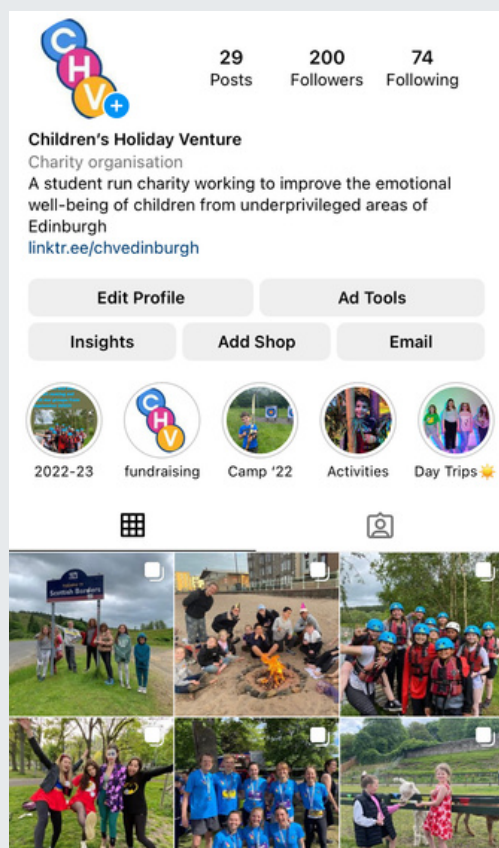 C
H
V
29 200 74
Posts Followers Following
Children's Holiday Venture
Charity organisation
A student run charity working to improve the emotional
well-being of children from underprivileged areas of
Edinburgh
linktr.ee/chvedinburgh
Edit Profile Ad Tools
Insights Add Shop Email
C
H
V
2022-23 fundraising Camp '22 Activities Day Trips
Scottish Borders